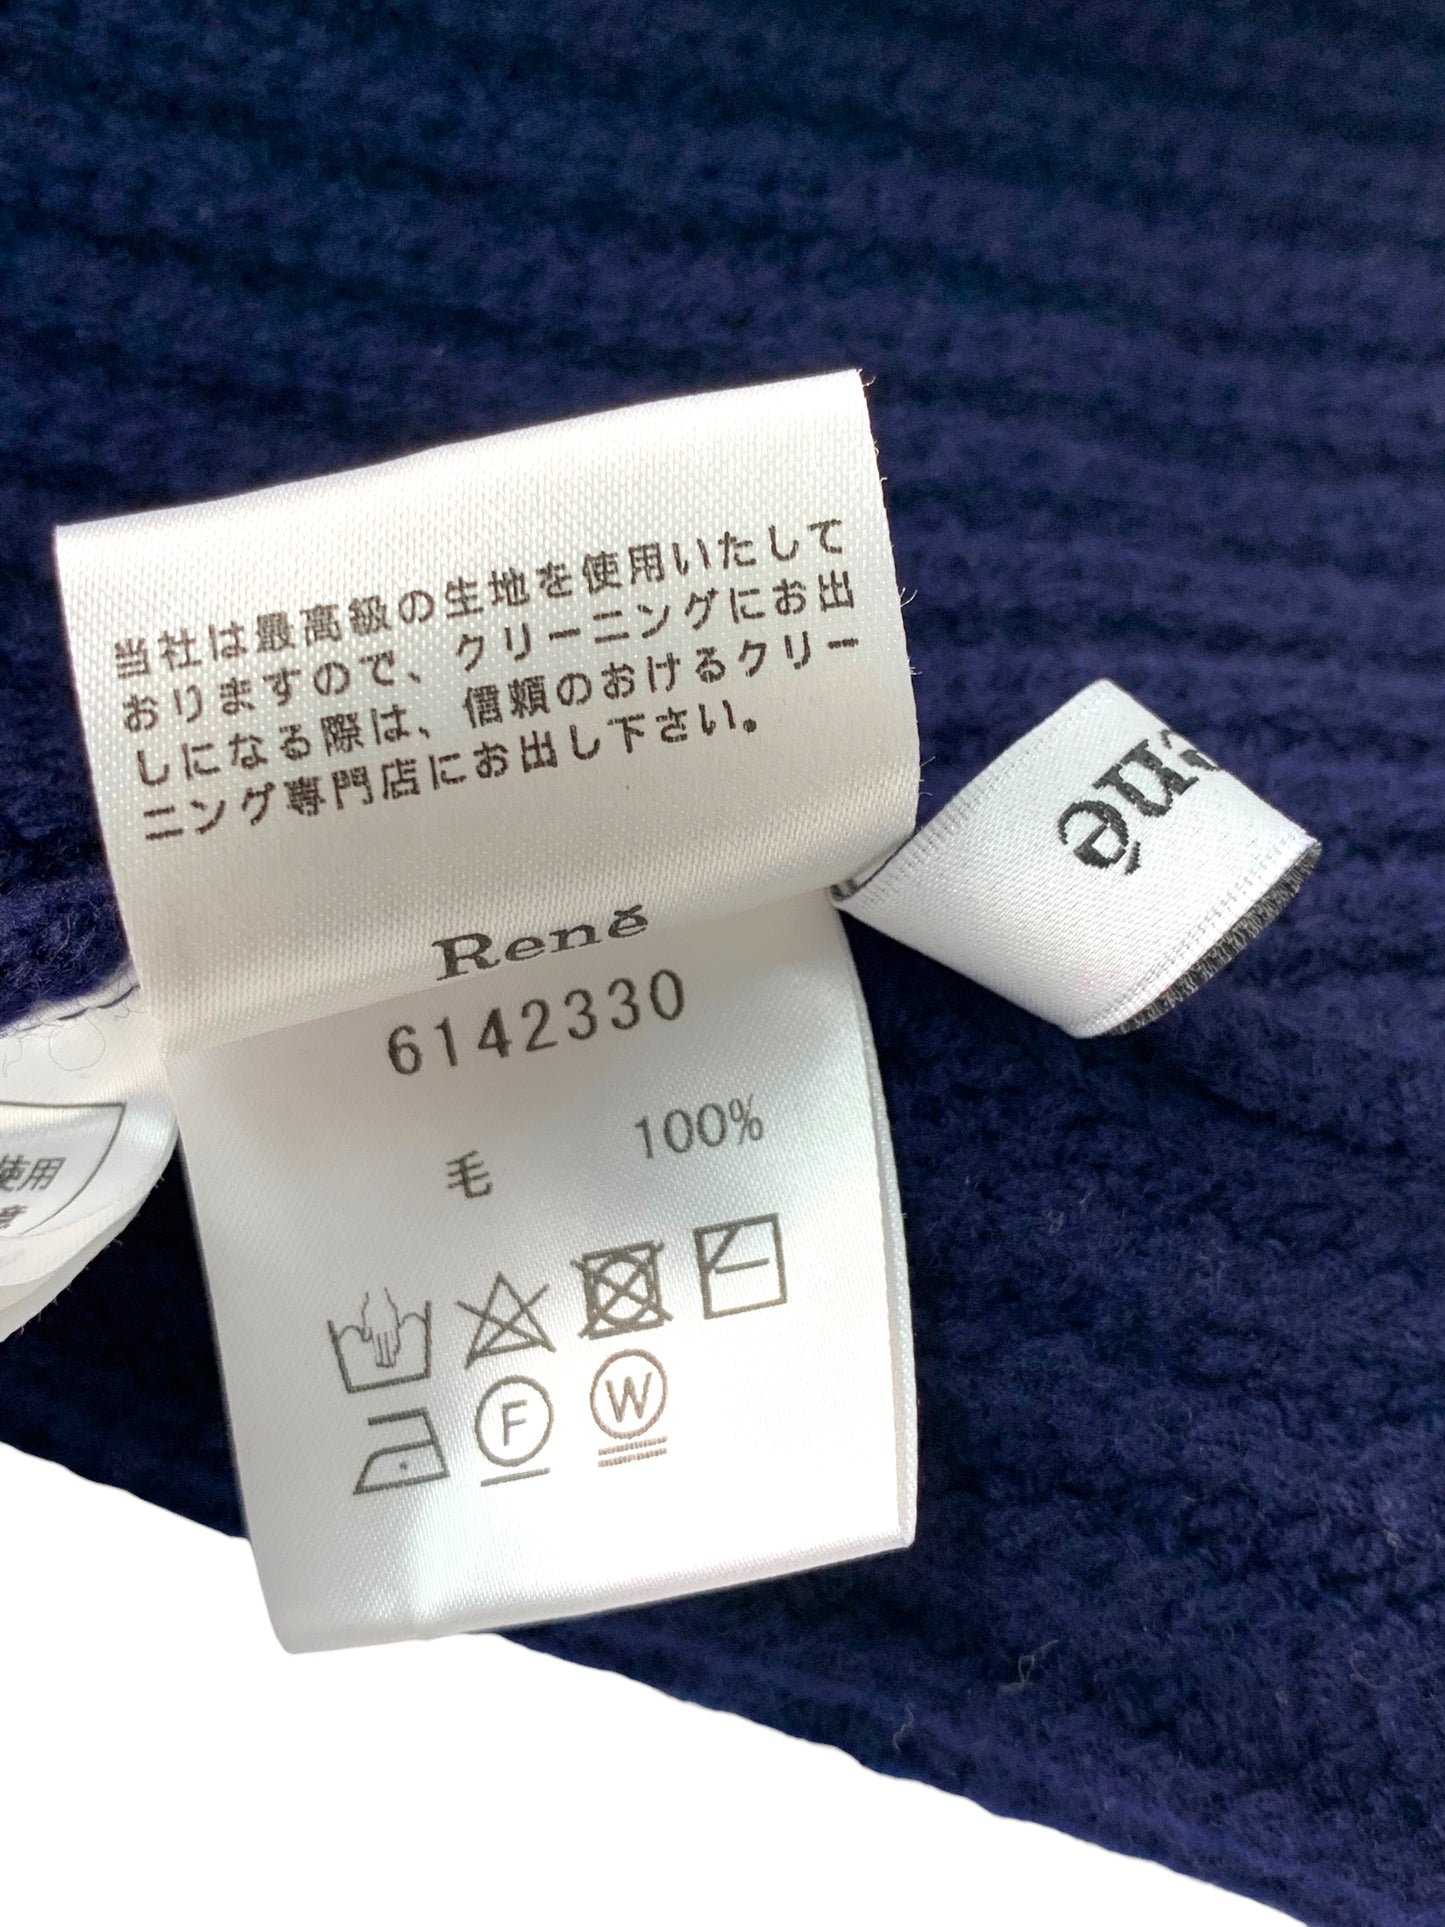 当社は最高級の生地を使用いたして
おりますので、クリーニングにお出
しになる際は、信頼のおけるクリー
ニング専門店にお出し下さい。
René
6142330
毛 100%
F
W
使用
né